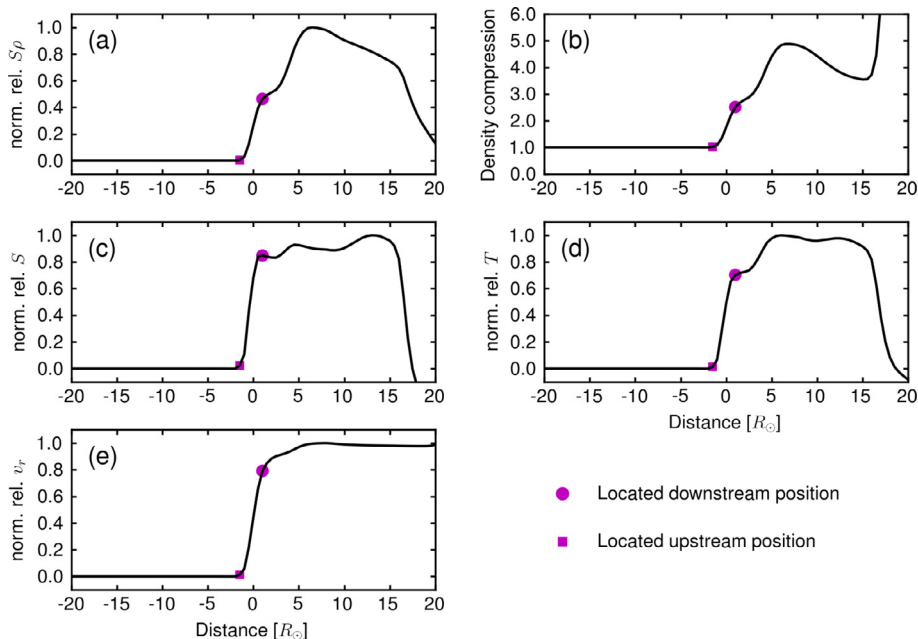 (a)
norm. rel. Sρ
1.0
0.8
0.6
0.4
0.2
0.0
-20 -15 -10 -5 0 5 10 15 20
(b)
Density compression
6.0
5.0
4.0
3.0
2.0
1.0
0.0
-20 -15 -10 -5 0 5 10 15 20
(c)
norm. rel. S
1.0
0.8
0.6
0.4
0.2
0.0
-20 -15 -10 -5 0 5 10 15 20
(d)
norm. rel. T
1.0
0.8
0.6
0.4
0.2
0.0
-20 -15 -10 -5 0 5 10 15 20
Distance [R⊙]
(e)
norm. rel. vr
1.0
0.8
0.6
0.4
0.2
0.0
-20 -15 -10 -5 0 5 10 15 20
Distance [R⊙]
Located downstream position
Located upstream position